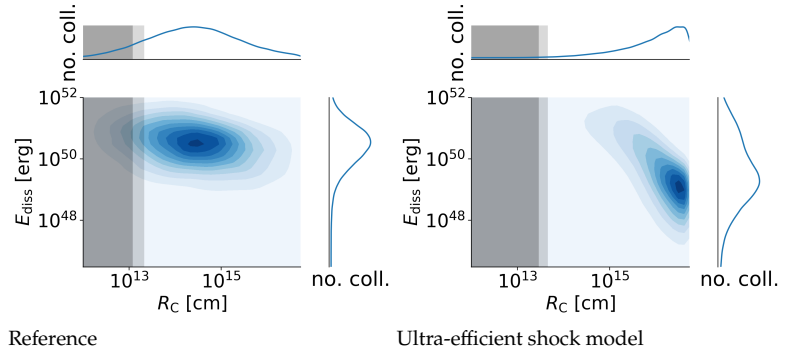 no. coll.
no. coll.
10^52
10^50
10^48
E_diss [erg]
10^13
10^15
R_C [cm]
no. coll.
10^52
10^50
10^48
E_diss [erg]
10^13
10^15
R_C [cm]
no. coll.
Reference
Ultra-efficient shock model